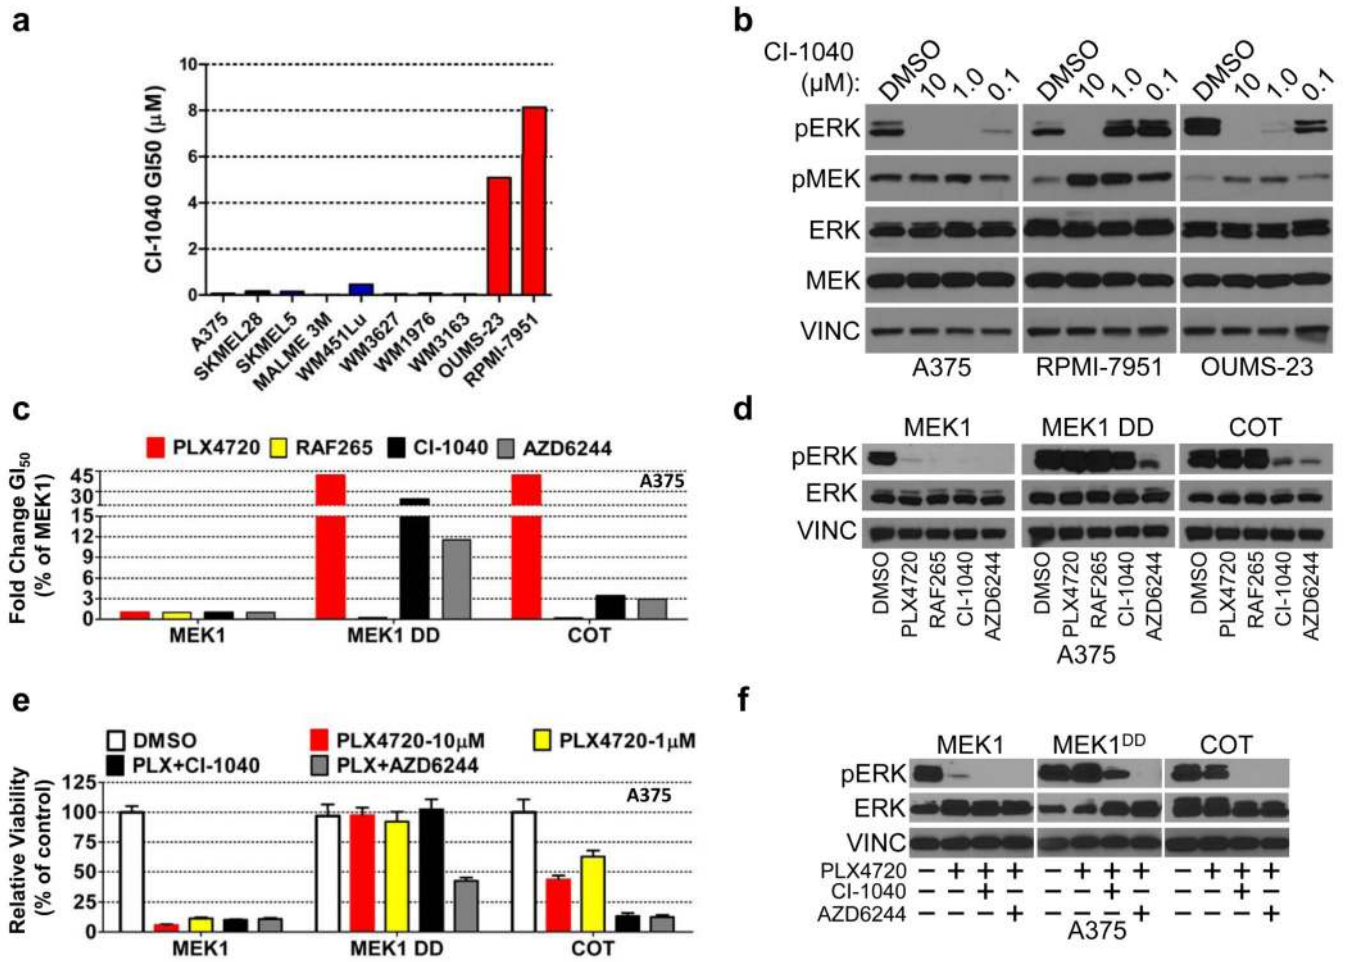 a
CI-1040 GI50 (µM)
10
8
6
4
2
0
A375
SKMEL28
SKMEL5
MALME 3M
WM451Lu
WM3627
WM1976
WM3163
OUMS-23
RPMI-7951
b
CI-1040
(µM):
DMSO 10 1.0 0.1 DMSO 10 1.0 0.1 DMSO 10 1.0 0.1
pERK
pMEK
ERK
MEK
VINC
A375 RPMI-7951 OUMS-23
c
PLX4720 RAF265 CI-1040 AZD6244
Fold Change GI50
(% of MEK1)
A375
45
30
15
12
9
6
3
0
MEK1 MEK1 DD COT
d
MEK1 MEK1 DD COT
pERK
ERK
VINC
DMSO PLX4720 RAF265 CI-1040 AZD6244 DMSO PLX4720 RAF265 CI-1040 AZD6244 DMSO PLX4720 RAF265 CI-1040 AZD6244
A375
e
DMSO PLX4720-10µM PLX4720-1µM
PLX+CI-1040 PLX+AZD6244
Relative Viability
(% of control)
A375
125
100
75
50
25
0
MEK1 MEK1 DD COT
f
MEK1 MEK1DD COT
pERK
ERK
VINC
PLX4720 – + + + – + + + – + + +
CI-1040 – – + – – – + – – – + –
AZD6244 – – – + – – – + – – – +
A375